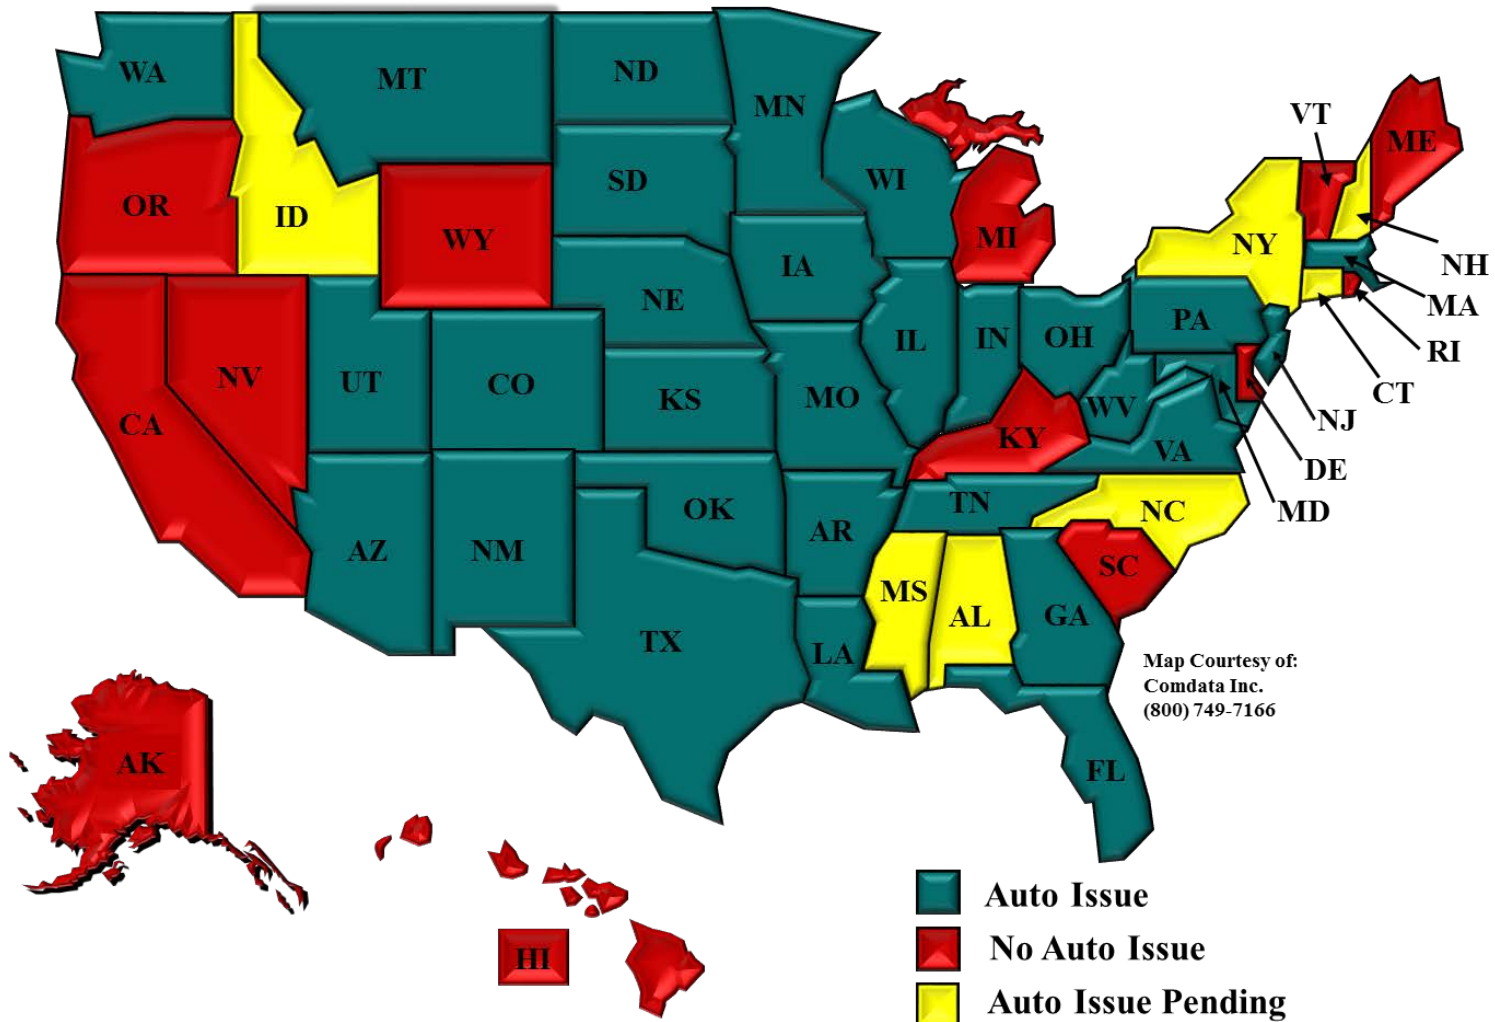 WA
MT
ND
MN
VT
ME
OR
ID
WY
SD
WI
MI
NY
NH
MA
RI
CT
NJ
DE
MD
IA
NE
PA
IL
IN
OH
NV
UT
CO
KS
MO
WV
VA
CA
KY
AZ
NM
OK
AR
TN
NC
SC
MS
AL
GA
TX
LA
FL
Map Courtesy of:
Comdata Inc.
(800) 749-7166
AK
HI
Auto Issue
No Auto Issue
Auto Issue Pending